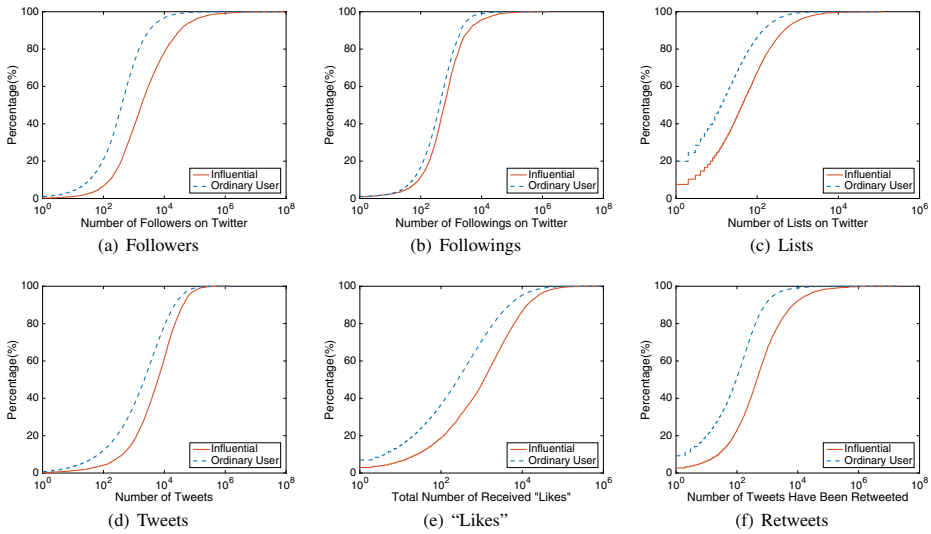 100
80
60
40
20
0
Percentage(%)
Influential
Ordinary User
10^0 10^2 10^4 10^6 10^8
Number of Followers on Twitter
(a) Followers
100
80
60
40
20
0
Percentage(%)
Influential
Ordinary User
10^0 10^2 10^4 10^6 10^8
Number of Followings on Twitter
(b) Followings
100
80
60
40
20
0
Percentage(%)
Influential
Ordinary User
10^0 10^2 10^4 10^6
Number of Lists on Twitter
(c) Lists
100
80
60
40
20
0
Percentage(%)
Influential
Ordinary User
10^0 10^2 10^4 10^6 10^8
Number of Tweets
(d) Tweets
100
80
60
40
20
0
Percentage(%)
Influential
Ordinary User
10^0 10^2 10^4 10^6
Total Number of Received "Likes"
(e) “Likes”
100
80
60
40
20
0
Percentage(%)
Influential
Ordinary User
10^0 10^2 10^4 10^6 10^8
Number of Tweets Have Been Retweeted
(f) Retweets